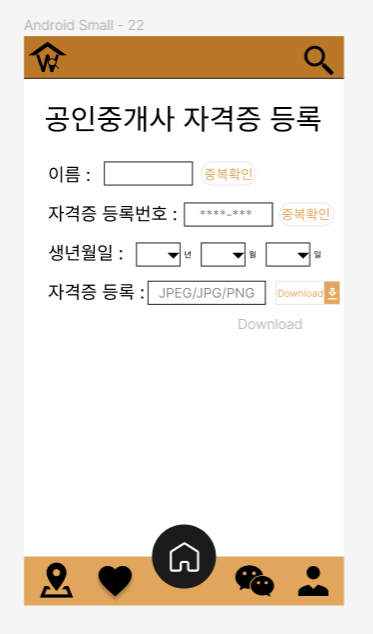 Android Small - 22
공인중개사 자격증 등록
이름 : 중복확인
자격증 등록번호 : ****-*** 중복확인
생년월일 : 년 월 일
자격증 등록 : JPEG/JPG/PNG Download
Download